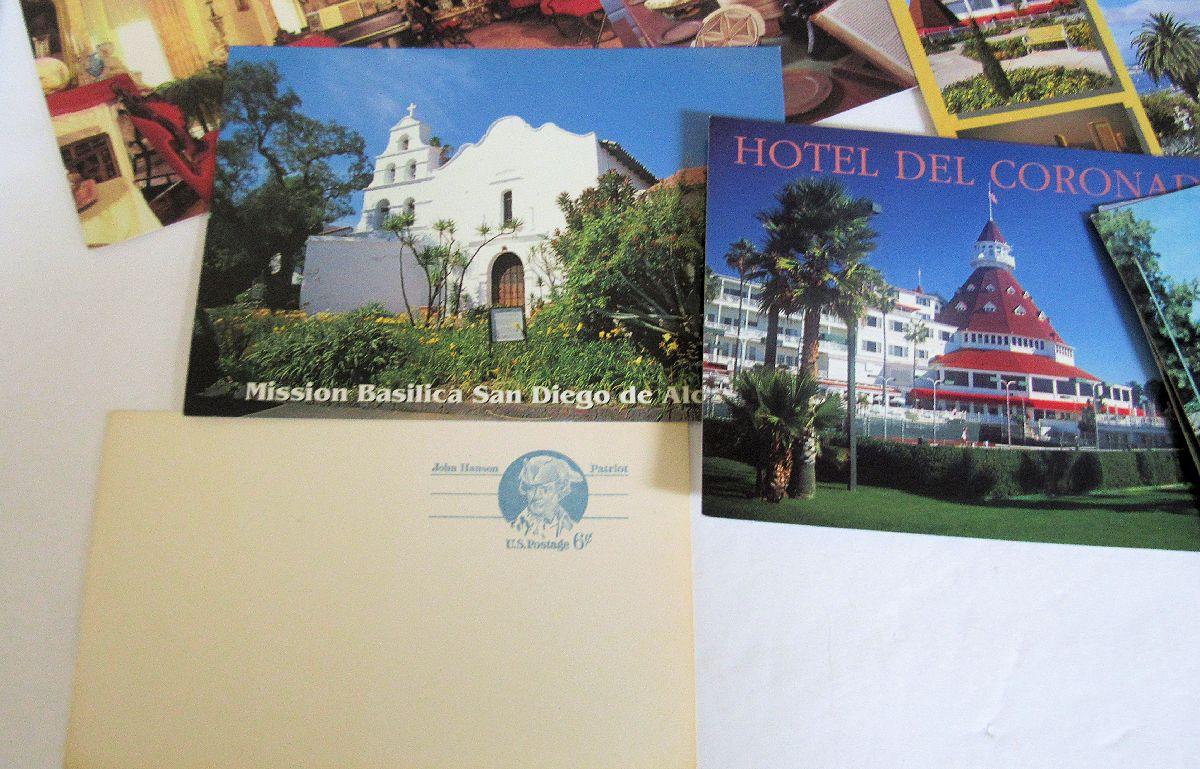 Mission Basilica San Diego de Alc
HOTEL DEL CORONAD
John Hanson Patriot
U.S. Postage 6¢